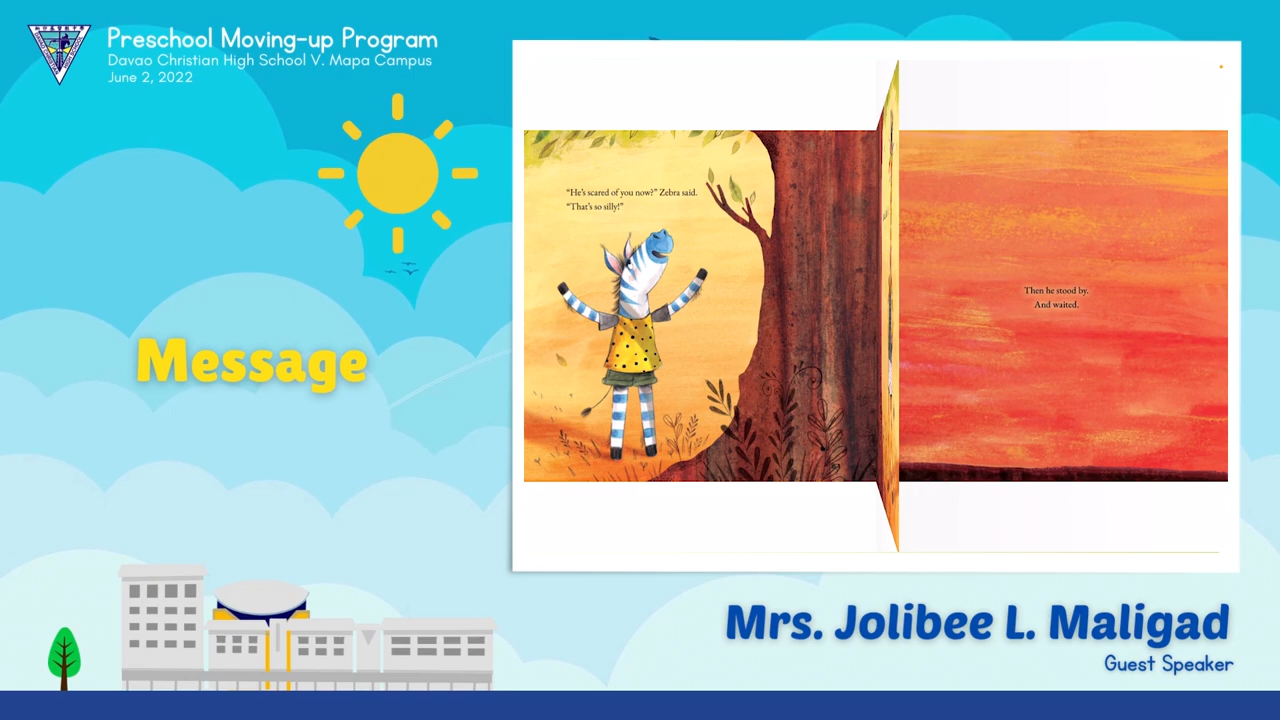 Preschool Moving-up Program
Davao Christian High School V. Mapa Campus
June 2, 2022
Message
“He’s scared of you now?” Zebra said.
“That’s so silly!”
Then he stood by.
And waited.
Mrs. Jolibee L. Maligad
Guest Speaker